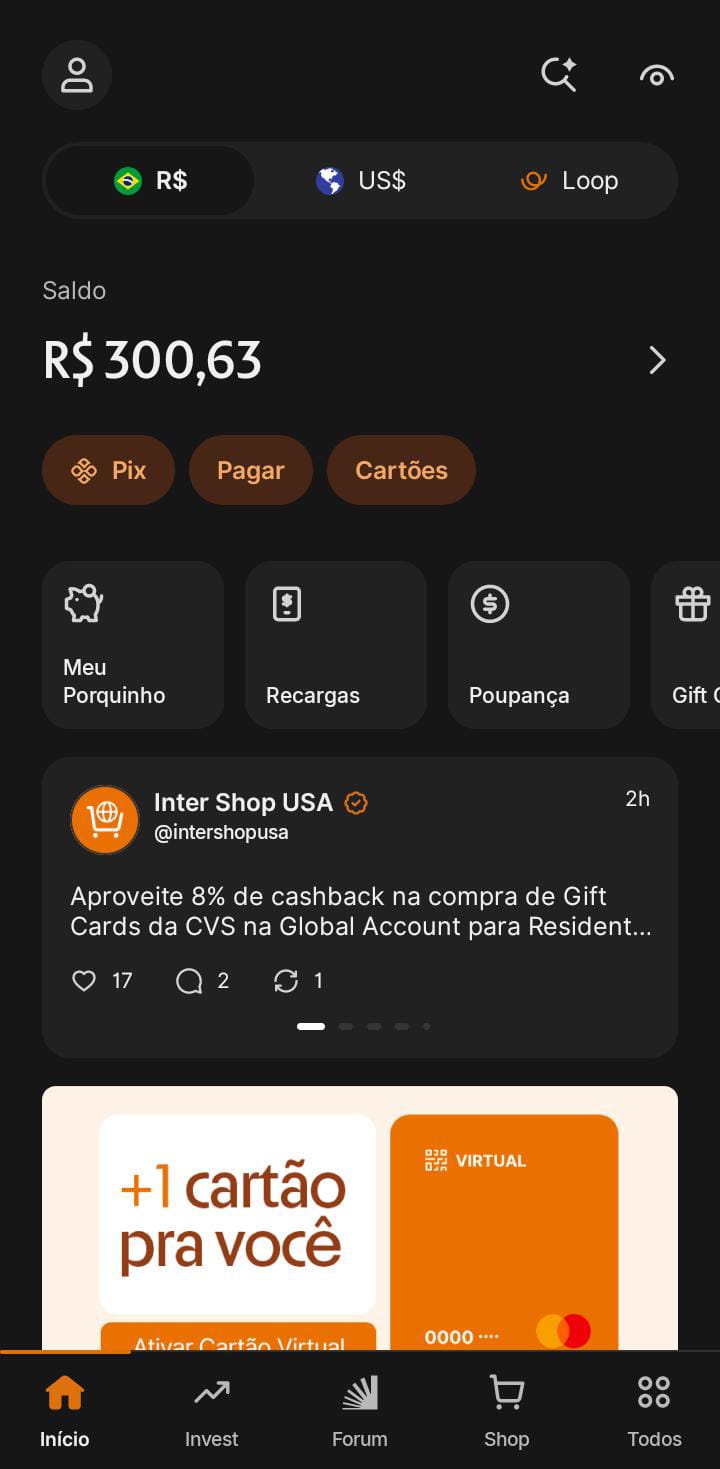 R$
US$
Loop
Saldo
R$ 300,63
Pix
Pagar
Cartões
Meu
Porquinho
Recargas
Poupança
Gift C
Inter Shop USA
2h
@intershopusa
Aproveite 8% de cashback na compra de Gift
Cards da CVS na Global Account para Resident...
17
2
1
+1 cartão
pra você
VIRTUAL
0000 ····
Ativar Cartão Virtual
Início
Invest
Forum
Shop
Todos